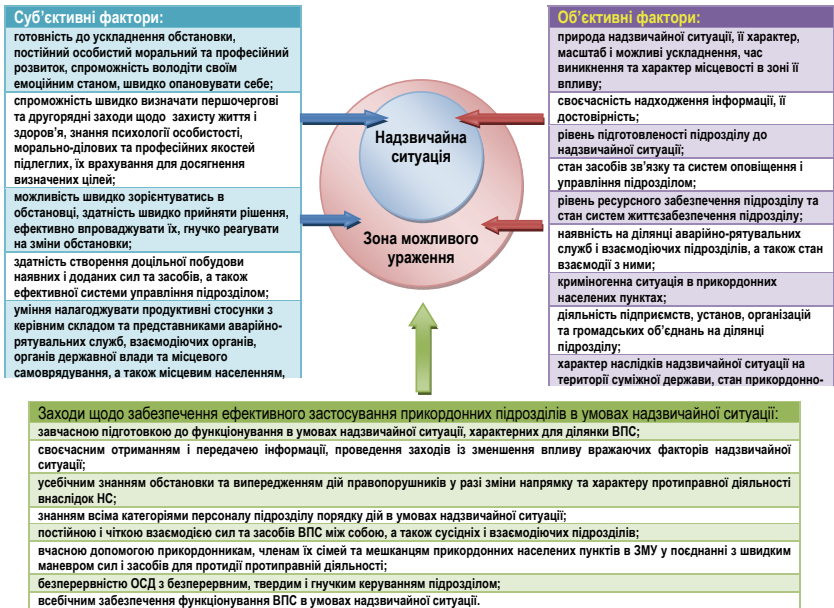 Суб’єктивні фактори:
готовність до ускладнення обстановки,
постійний особистий моральний та професійний
розвиток, спроможність володіти своїм
емоційним станом, швидко опановувати себе;
спроможність швидко визначати першочергові
та другорядні заходи щодо захисту життя і
здоров’я, знання психології особистості,
морально-ділових та професійних якостей
підлеглих, їх врахування для досягнення
визначених цілей;
можливість швидко зорієнтуватись в
обстановці, здатність швидко прийняти рішення,
ефективно впроваджувати їх, гнучко реагувати
на зміни обстановки;
здатність створення доцільної побудови
наявних і доданих сил та засобів, а також
ефективної системи управління підрозділом;
уміння налагоджувати продуктивні стосунки з
керівним складом та представниками аварійно-
рятувальних служб, взаємодіючих органів,
органів державної влади та місцевого
самоврядування, а також місцевим населенням,
Надзвичайна
ситуація
Зона можливого
ураження
Об’єктивні фактори:
природа надзвичайної ситуації, її характер,
масштаб і можливі ускладнення, час
виникнення та характер місцевості в зоні її
впливу;
своєчасність надходження інформації, її
достовірність;
рівень підготовленості підрозділу до
надзвичайної ситуації;
стан засобів зв’язку та систем оповіщення і
управління підрозділом;
рівень ресурсного забезпечення підрозділу та
стан систем життєзабезпечення підрозділу;
наявність на ділянці аварійно-рятувальних
служб і взаємодіючих підрозділів, а також стан
взаємодії з ними;
криміногенна ситуація в прикордонних
населених пунктах;
діяльність підприємств, установ, організацій
та громадських об’єднань на ділянці
підрозділу;
характер наслідків надзвичайної ситуації на
території суміжної держави, стан прикордонно-
Заходи щодо забезпечення ефективного застосування прикордонних підрозділів в умовах надзвичайної ситуації:
завчасною підготовкою до функціонування в умовах надзвичайної ситуації, характерних для ділянки ВПС;
своєчасним отриманням і передачею інформації, проведення заходів із зменшення впливу вражаючих факторів надзвичайної
ситуації;
усебічним знанням обстановки та випередженням дій правопорушників у разі зміни напрямку та характеру протиправної діяльності
внаслідок НС;
знанням всіма категоріями персоналу підрозділу порядку дій в умовах надзвичайної ситуації;
постійною і чіткою взаємодією сил та засобів ВПС між собою, а також сусідніх і взаємодіючих підрозділів;
вчасною допомогою прикордонникам, членам їх сімей та мешканцям прикордонних населених пунктів в ЗМУ у поєднанні з швидким
маневром сил і засобів для протидії протиправній діяльності;
безперервністю ОСД з безперервним, твердим і гнучким керуванням підрозділом;
всебічним забезпечення функціонування ВПС в умовах надзвичайної ситуації.